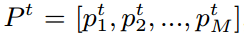 $P^t = [p_1^t, p_2^t, ..., p_M^t]$